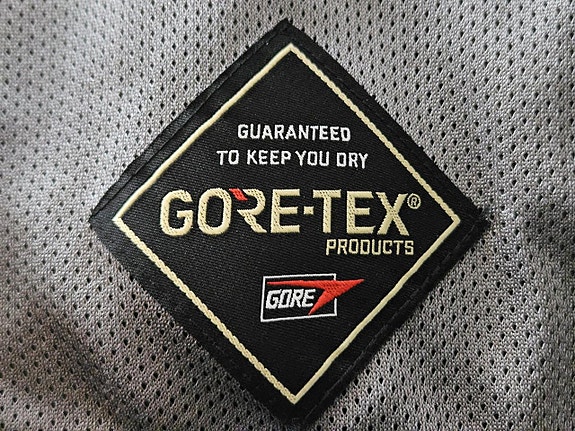 GUARANTEED
TO KEEP YOU DRY
GORE-TEX®
PRODUCTS
GORE